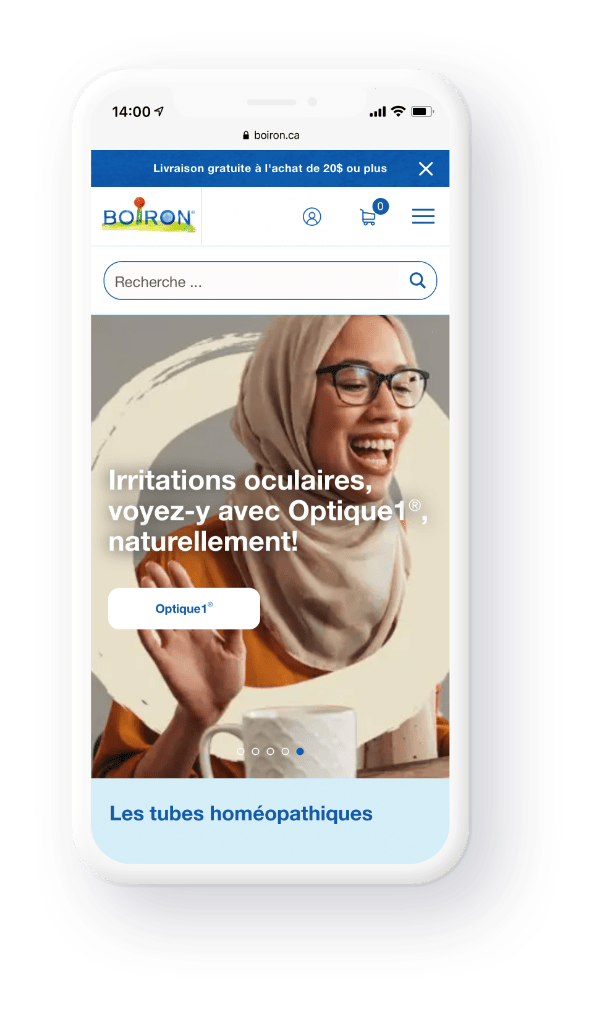 14:00
boiron.ca
Livraison gratuite à l'achat de 20$ ou plus
BOIRON®
0
Recherche ...
Irritations oculaires,
voyez-y avec Optique1®,
naturellement!
Optique1®
Les tubes homéopathiques